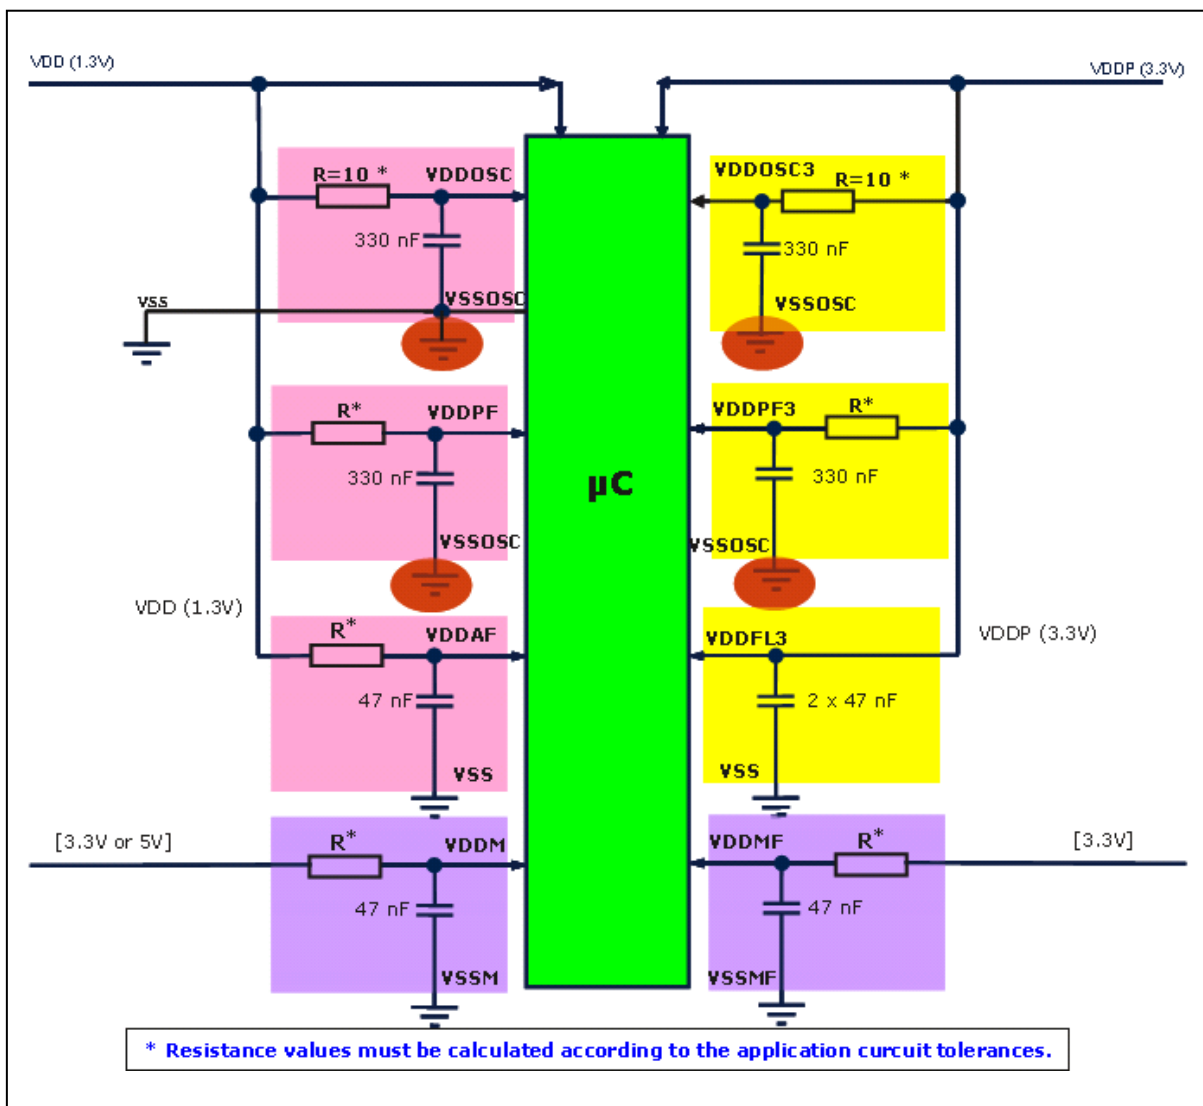 VDD (1.3V)
VDDP (3.3V)
R=10 *
VDDOSC
330 nF
VSS
VSSOSC
VDDOSC3
R=10 *
330 nF
VSSOSC
R*
VDDPF
330 nF
VSSOSC
µC
VDDPF3
R*
330 nF
VSSOSC
VDD (1.3V)
R*
VDDAF
47 nF
VSS
VDDFL3
VDDP (3.3V)
2 x 47 nF
VSS
[3.3V or 5V]
R*
VDDM
47 nF
VSSM
VDDMF
R*
[3.3V]
47 nF
VSSMF
* Resistance values must be calculated according to the application curcuit tolerances.